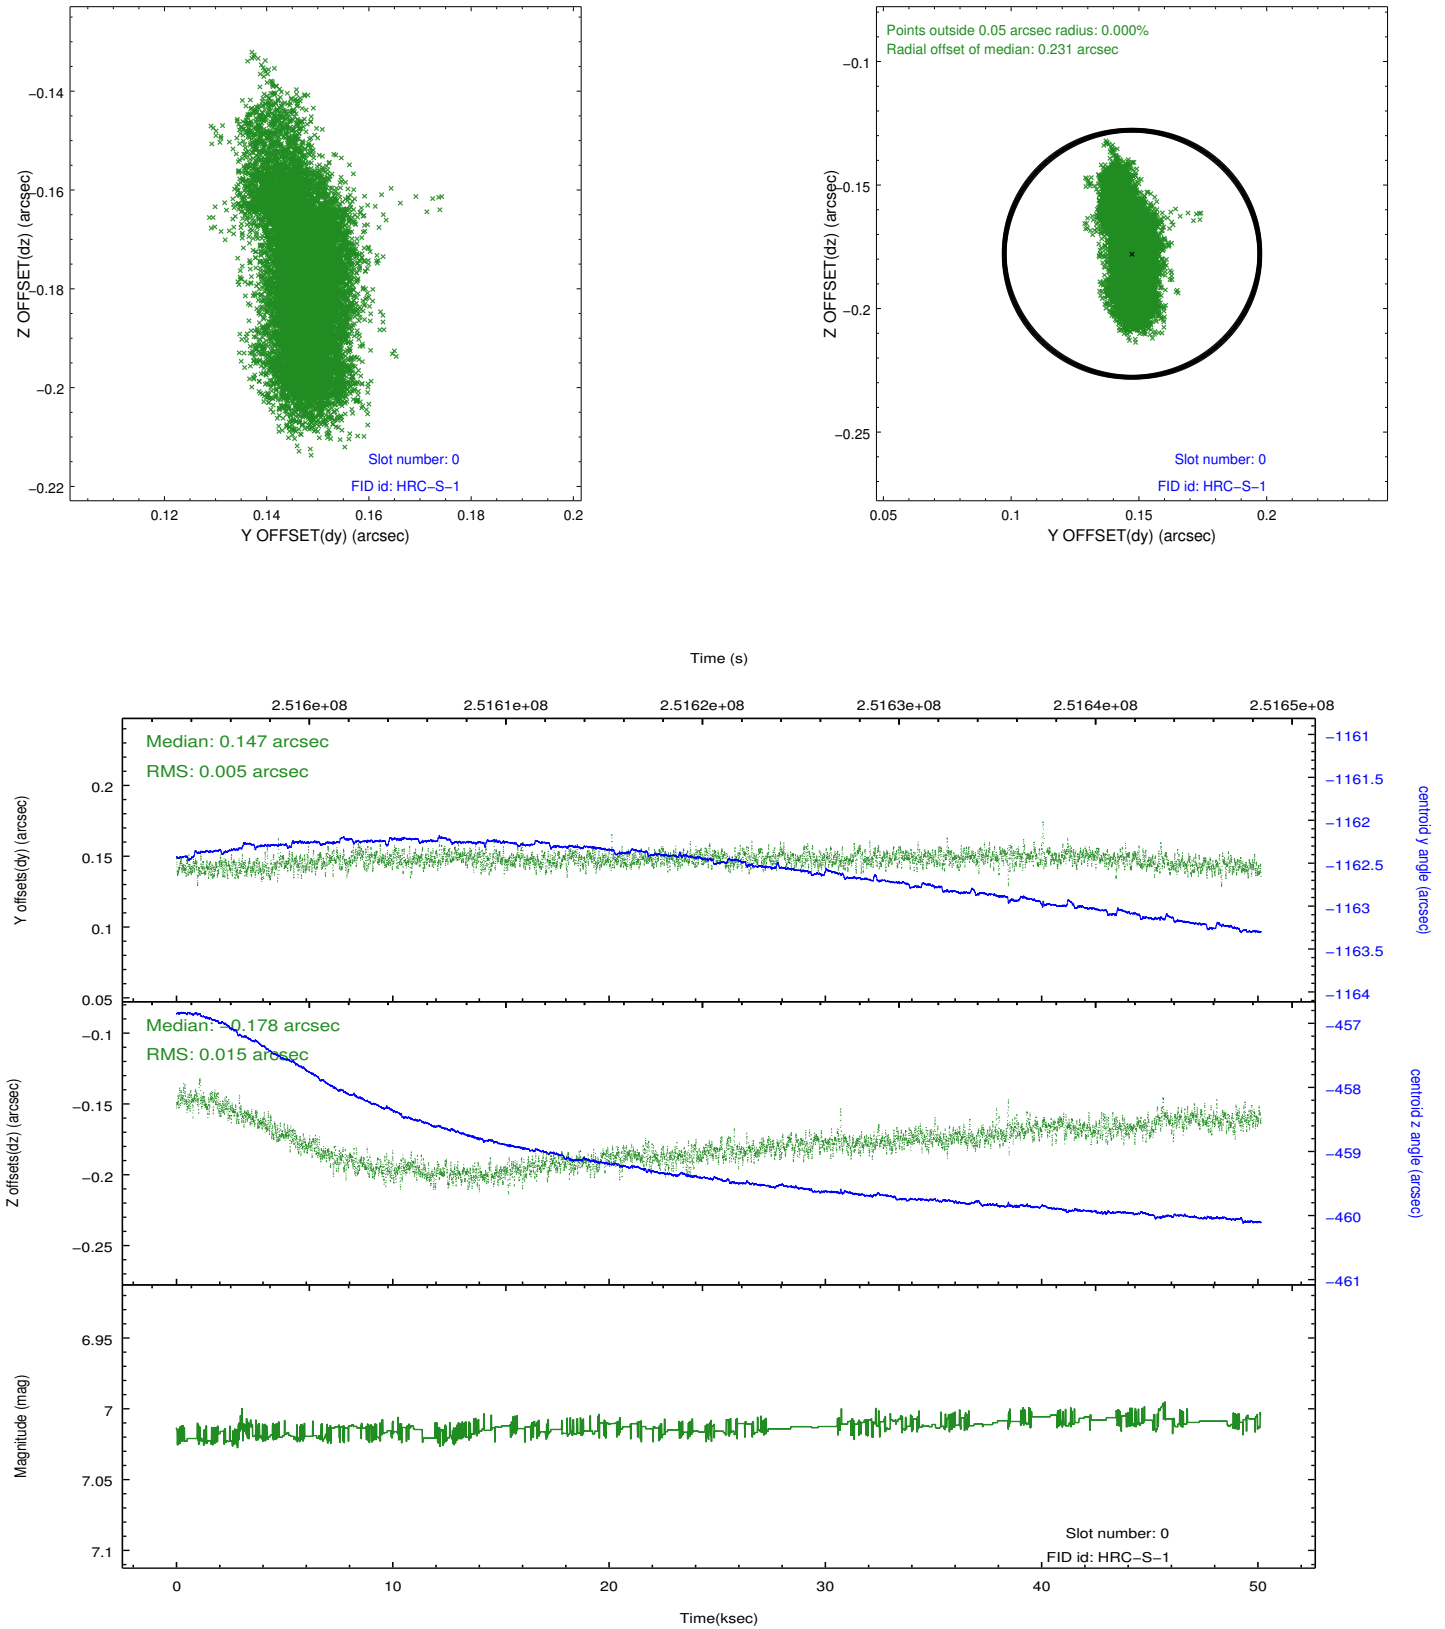 −0.14
−0.16
−0.18
−0.2
−0.22
Z OFFSET(dz) (arcsec)
0.12
0.14
0.16
0.18
0.2
Y OFFSET(dy) (arcsec)
Slot number: 0
FID id: HRC−S−1
Points outside 0.05 arcsec radius: 0.000%
Radial offset of median: 0.231 arcsec
−0.1
−0.15
−0.2
−0.25
Z OFFSET(dz) (arcsec)
0.05
0.1
0.15
0.2
Y OFFSET(dy) (arcsec)
Slot number: 0
FID id: HRC−S−1
Time (s)
2.516e+08
2.5161e+08
2.5162e+08
2.5163e+08
2.5164e+08
2.5165e+08
Median: 0.147 arcsec
RMS: 0.005 arcsec
Y offsets(dy) (arcsec)
0.2
0.15
0.1
0.05
−1161
−1161.5
−1162
−1162.5
−1163
−1163.5
−1164
centroid y angle (arcsec)
Median: −0.178 arcsec
RMS: 0.015 arcsec
Z offsets(dz) (arcsec)
−0.1
−0.15
−0.2
−0.25
−457
−458
−459
−460
−461
centroid z angle (arcsec)
Magnitude (mag)
6.95
7
7.05
7.1
Slot number: 0
FID id: HRC−S−1
0
10
20
30
40
50
Time(ksec)